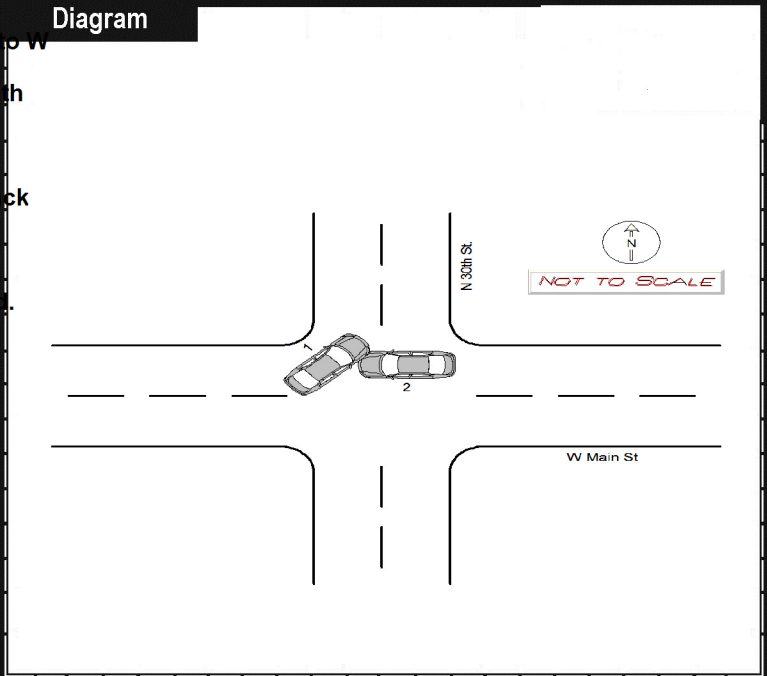 Diagram
to W
th
ck
d.
N 30th St.
N
NOT TO SCALE
1
2
W Main St